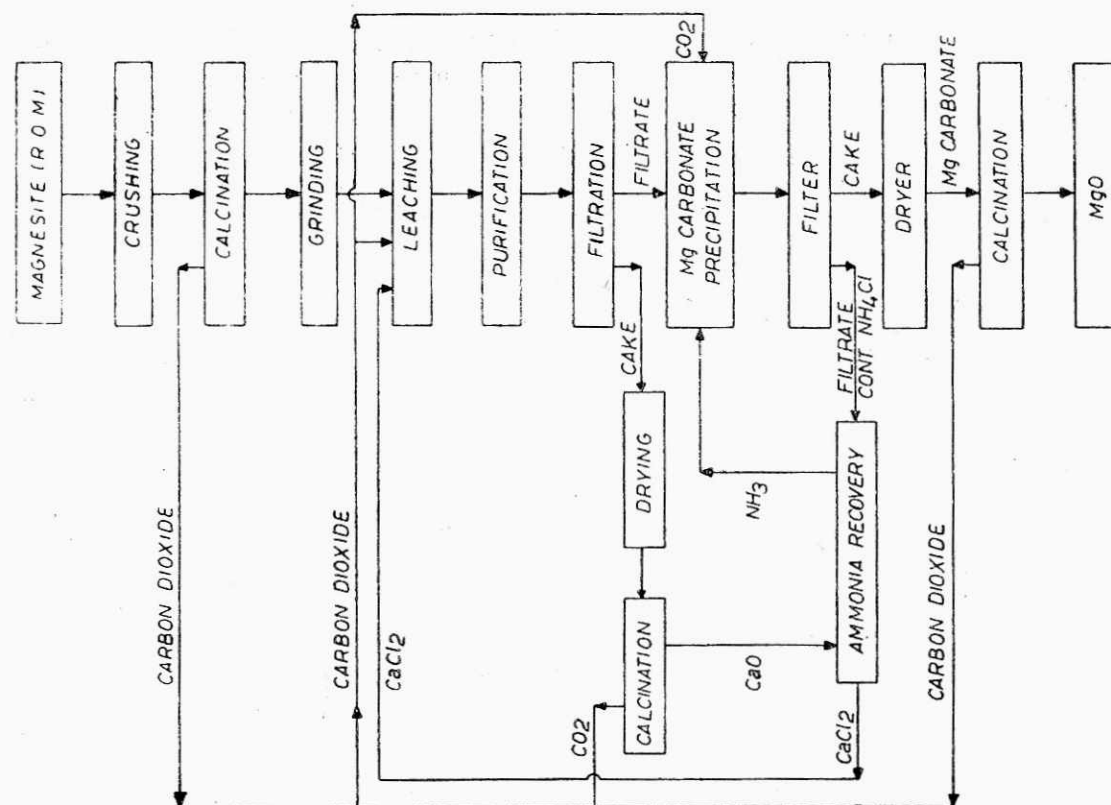 MAGNESITE (R O M)
CRUSHING
CALCINATION
GRINDING
LEACHING
PURIFICATION
FILTRATION
FILTRATE
CO2
Mg CARBONATE
PRECIPITATION
FILTER
CAKE
DRYER
Mg CARBONATE
CALCINATION
MgO
CAKE
DRYING
CALCINATION
CO2
CaO
NH3
FILTRATE
CONT. NH4Cl
AMMONIA RECOVERY
CaCl2
CARBON DIOXIDE
CARBON DIOXIDE
CaCl2
CARBON DIOXIDE